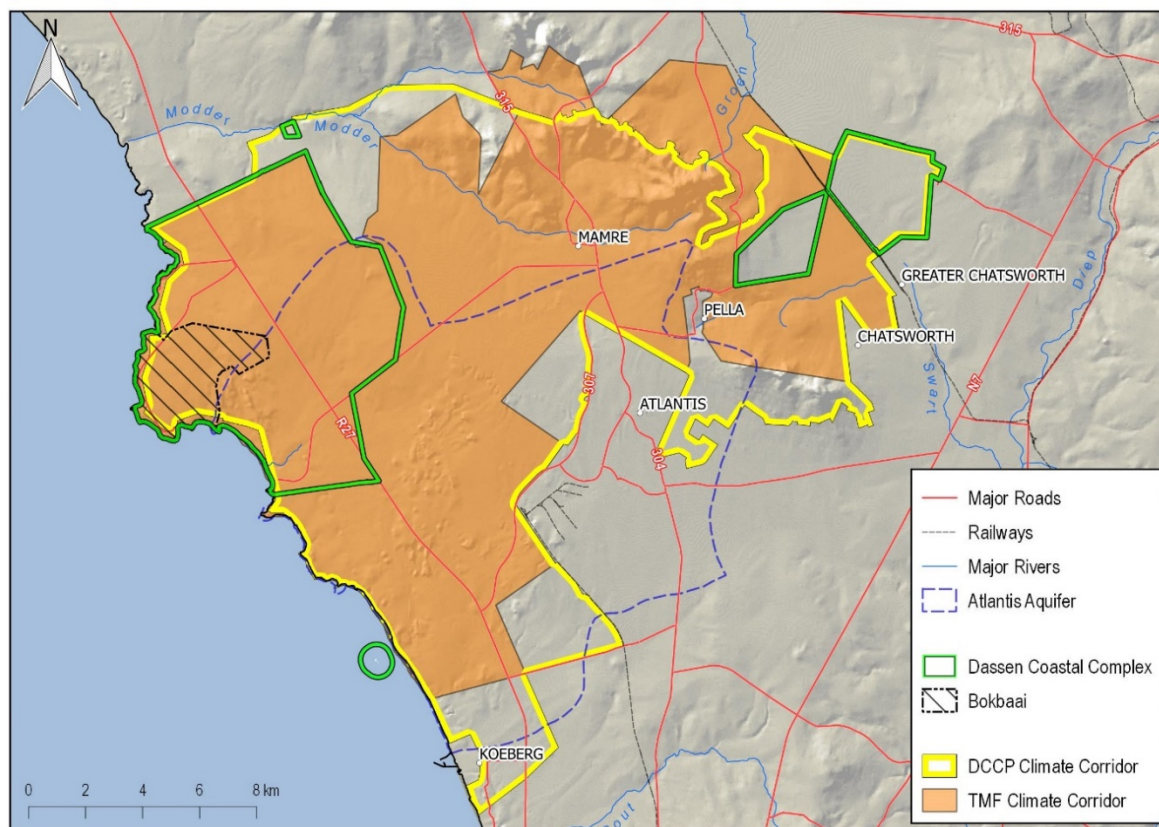 N
315
315
Modder
Modder
Groen
MAMRE
GREATER CHATSWORTH
Diep
PELLA
CHATSWORTH
307
ATLANTIS
Swart
N7
R27
304
KOEBERG
0 2 4 6 8 km
Major Roads
Railways
Major Rivers
Atlantis Aquifer
Dassen Coastal Complex
Bokbaai
DCCP Climate Corridor
TMF Climate Corridor